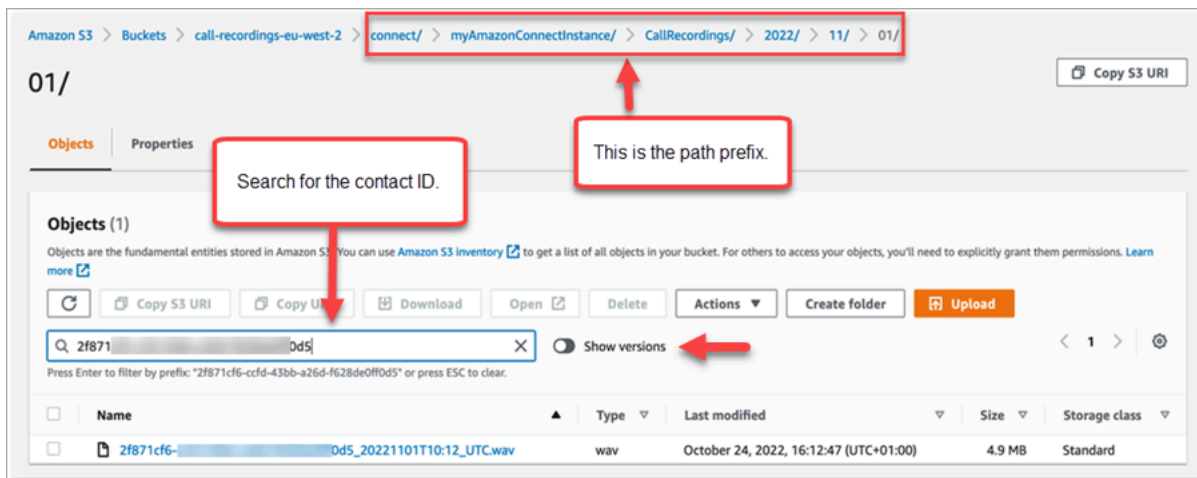 Amazon S3 > Buckets > call-recordings-eu-west-2 > connect/ > myAmazonConnectInstance/ > CallRecordings/ > 2022/ > 11/ > 01/
01/
Copy S3 URI
This is the path prefix.
Objects
Properties
Search for the contact ID.
Objects (1)
Objects are the fundamental entities stored in Amazon S3. You can use Amazon S3 inventory to get a list of all objects in your bucket. For others to access your objects, you'll need to explicitly grant them permissions. Learn
more
Copy S3 URI Copy U Download Open Delete Actions Create folder Upload
2f871 0d5
Show versions
< 1 >
Press Enter to filter by prefix: "2f871cf6-ccfd-43bb-a26d-f628de0ff0d5" or press ESC to clear.
Name Type Last modified Size Storage class
2f871cf6- 0d5_20221101T10:12_UTC.wav wav October 24, 2022, 16:12:47 (UTC+01:00) 4.9 MB Standard